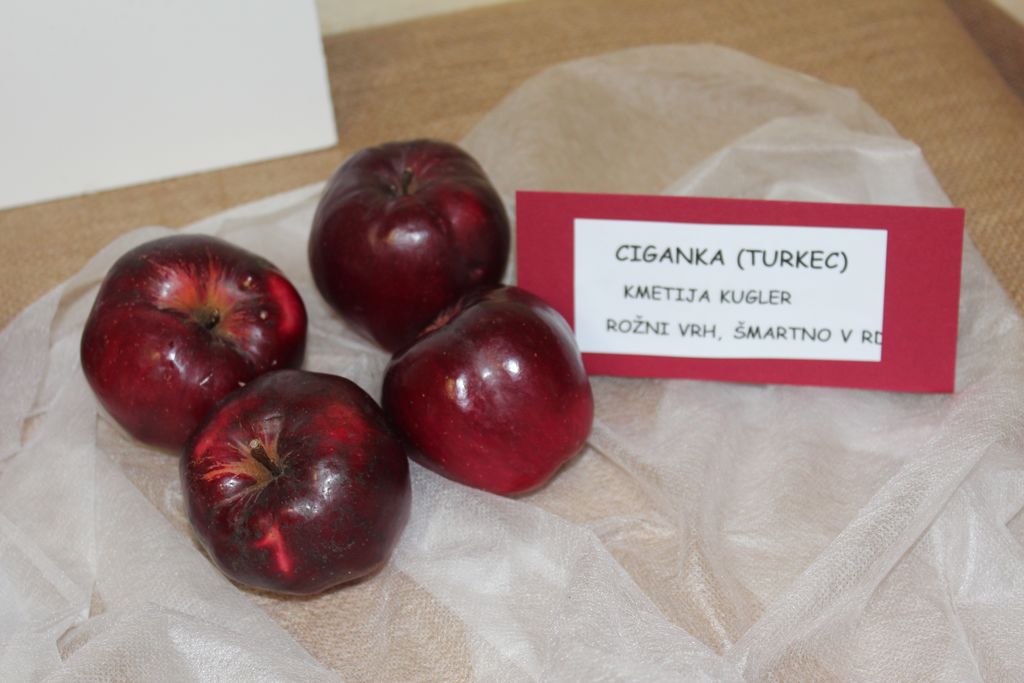 CIGANKA (TURKEC)
KMETIJA KUGLER
ROŽNI VRH, ŠMARTNO V